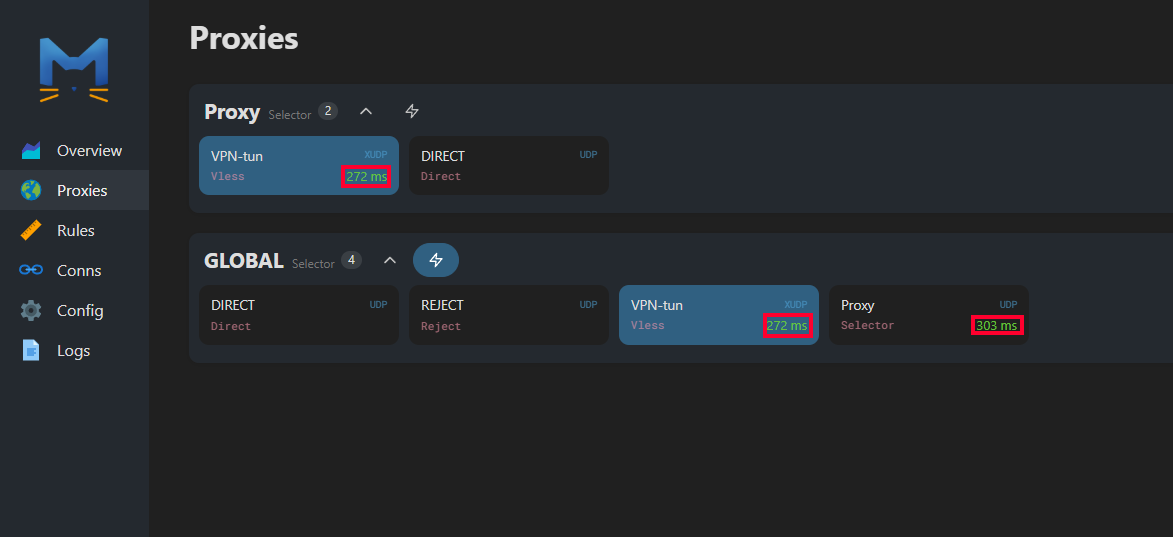 Proxies
Overview
Proxies
Rules
Conns
Config
Logs
Proxy Selector 2
VPN-tun XUDP
Vless 272 ms
DIRECT UDP
Direct
GLOBAL Selector 4
DIRECT UDP
Direct
REJECT UDP
Reject
VPN-tun XUDP
Vless 272 ms
Proxy UDP
Selector 303 ms